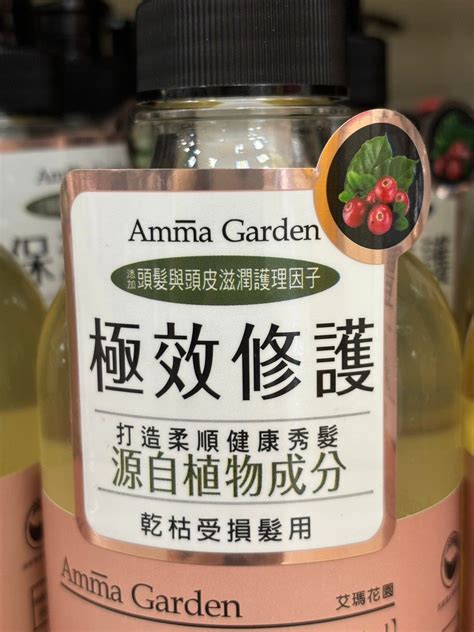 Amma Garden
添加 頭髮與頭皮滋潤護理因子
極效修護
打造柔順健康秀髮
源自植物成分
乾枯受損髮用
Amma Garden
艾瑪花園